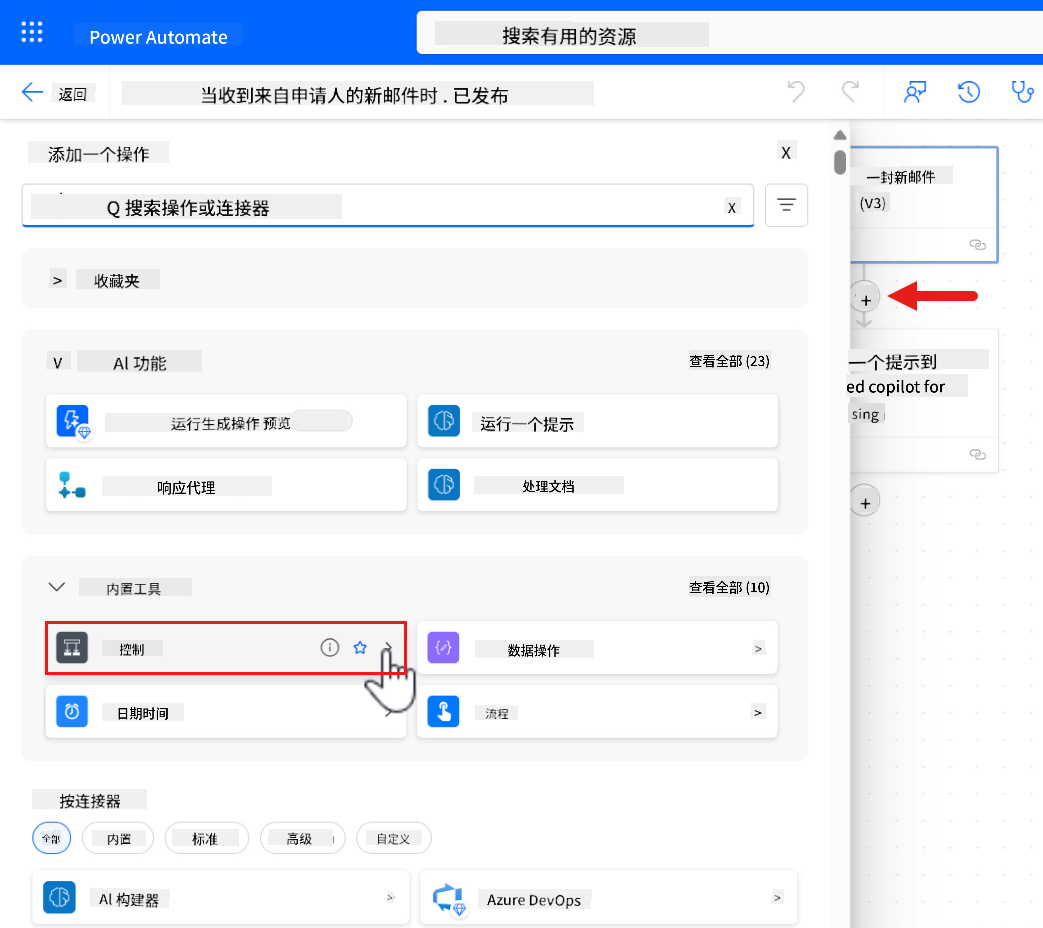 Power Automate
搜索有用的资源
返回
当收到来自申请人的新邮件时 . 已发布
添加一个操作
X
Q 搜索操作或连接器
X
一封新邮件
(V3)
> 收藏夹
+
V AI 功能
查看全部 (23)
一个提示到
ed copilot for
sing
运行生成操作 预览
运行一个提示
响应代理
处理文档
+
内置工具
查看全部 (10)
控制
数据操作 >
日期时间
流程 >
按连接器
全部
内置
标准
高级
自定义
AI 构建器 >
Azure DevOps >